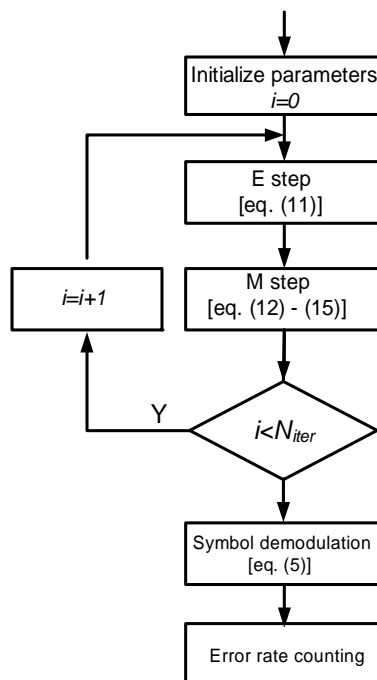 Initialize parameters
i=0
E step
[eq. (11)]
M step
[eq. (12) - (15)]
i=i+1
Y
i<Niter
Symbol demodulation
[eq. (5)]
Error rate counting